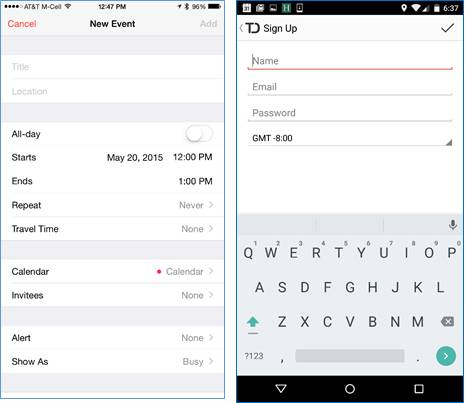 AT&T M-Cell 12:47 PM 96%
Cancel New Event Add
Title
Location
All-day
Starts May 20, 2015 12:00 PM
Ends 1:00 PM
Repeat Never
Travel Time None
Calendar Calendar
Invitees None
Alert None
Show As Busy
31 H 6:37
TD Sign Up
Name
Email
Password
GMT -8:00
1 2 3 4 5 6 7 8 9 0
Q W E R T Y U I O P
A S D F G H J K L
Z X C V B N M
?123 , .